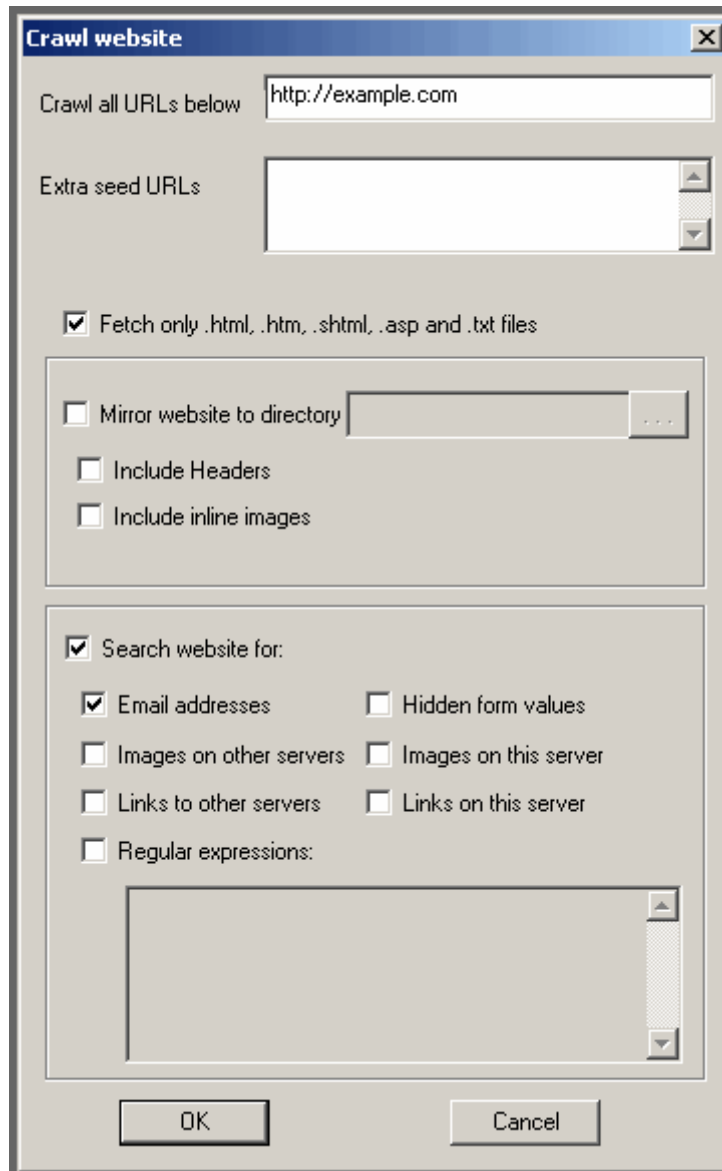 Crawl website
Crawl all URLs below http://example.com
Extra seed URLs
Fetch only .html, .htm, .shtml, .asp and .txt files
Mirror website to directory ...
Include Headers
Include inline images
Search website for:
Email addresses Hidden form values
Images on other servers Images on this server
Links to other servers Links on this server
Regular expressions:
OK Cancel